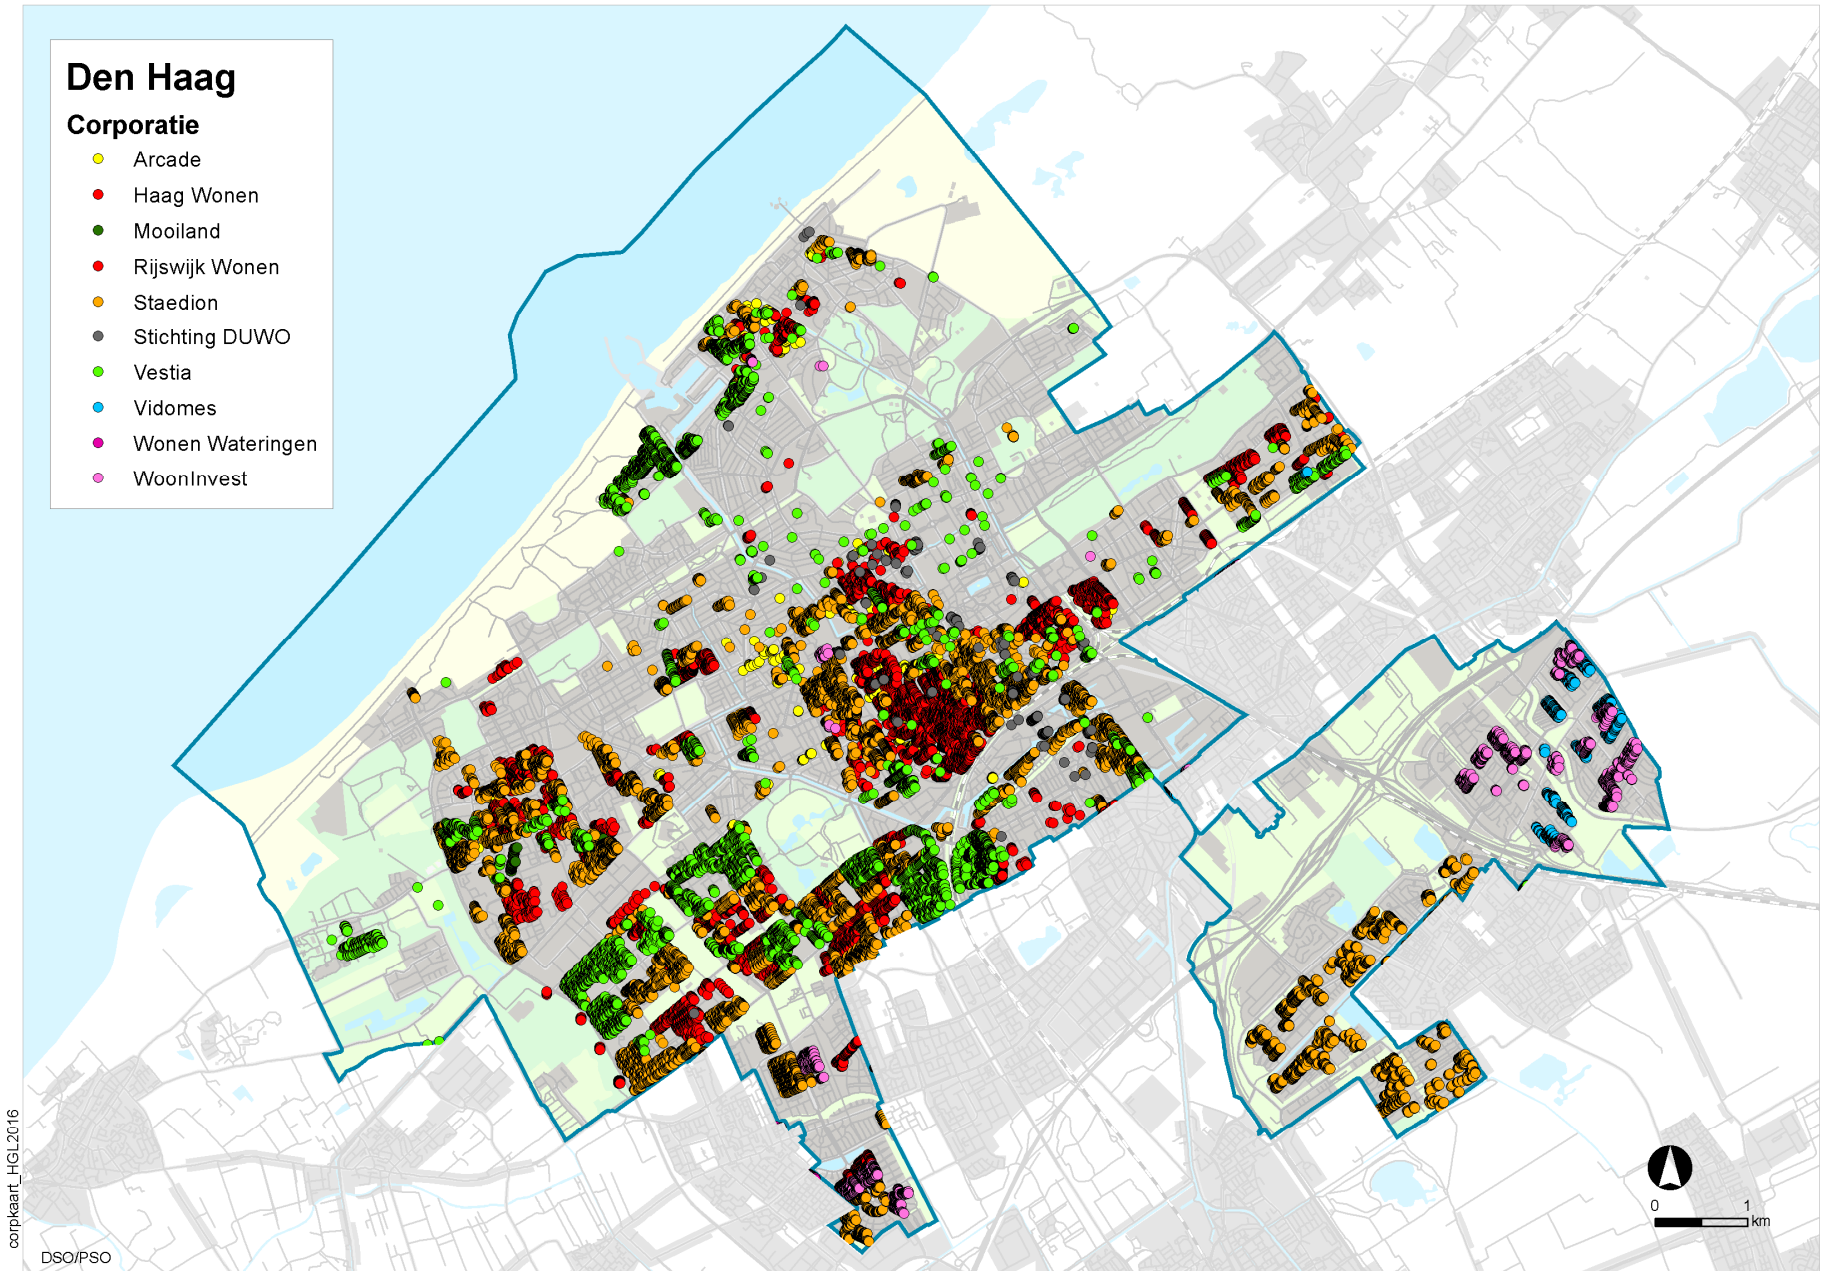 Den Haag
Corporatie
Arcade
Haag Wonen
Mooiland
Rijswijk Wonen
Staedion
Stichting DUWO
Vestia
Vidomes
Wonen Wateringen
WoonInvest
corpkaart_HGL2016
DSO/PSO
0 1
km